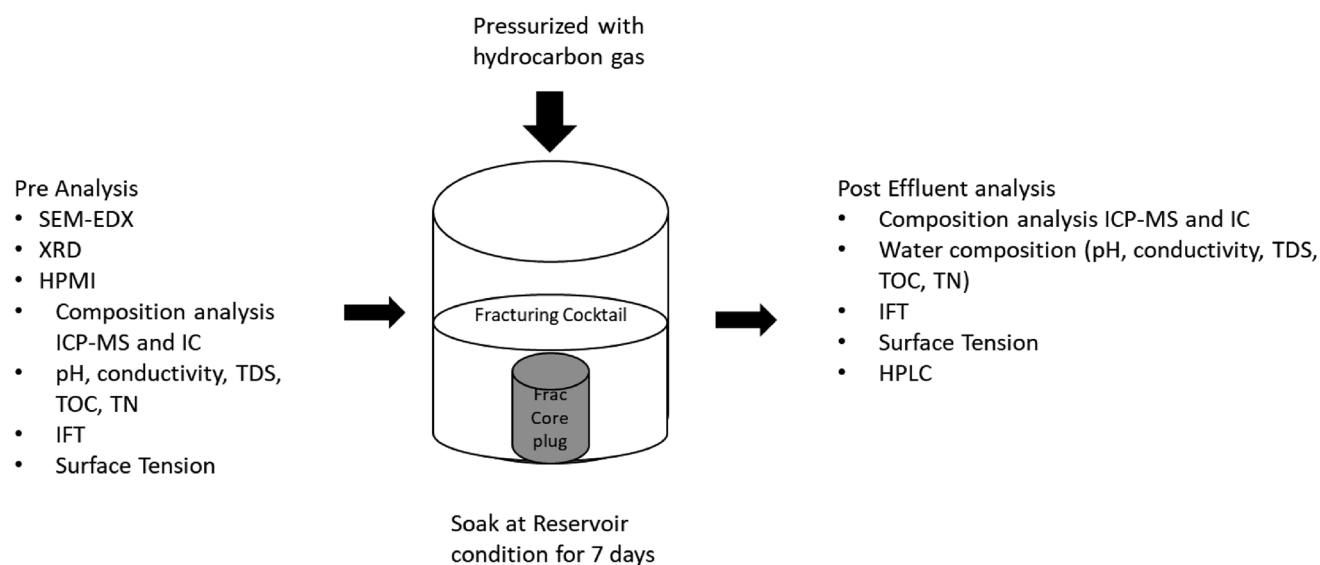 Pressurized with
hydrocarbon gas
Pre Analysis
• SEM-EDX
• XRD
• HPMI
• Composition analysis
ICP-MS and IC
• pH, conductivity, TDS,
TOC, TN
• IFT
• Surface Tension
Fracturing Cocktail
Frac
Core
plug
Soak at Reservoir
condition for 7 days
Post Effluent analysis
• Composition analysis ICP-MS and IC
• Water composition (pH, conductivity, TDS,
TOC, TN)
• IFT
• Surface Tension
• HPLC